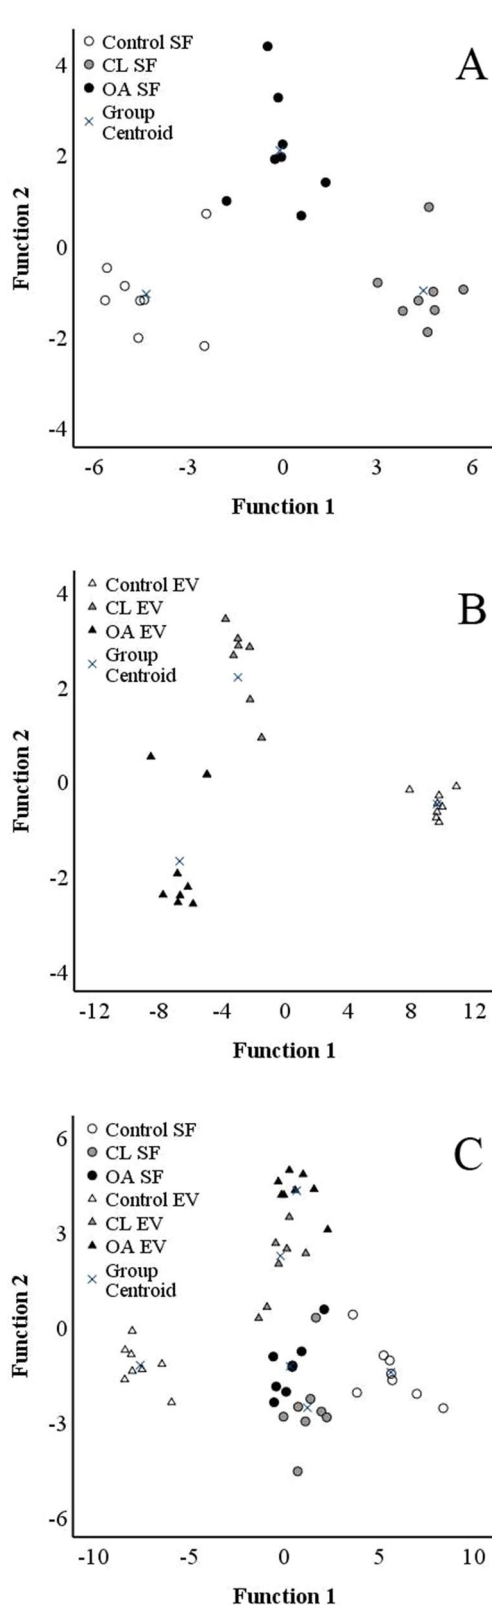 Control SF
CL SF
OA SF
Group
Centroid
A
4
2
0
-2
-4
Function 2
-6 -3 0 3 6
Function 1
Control EV
CL EV
OA EV
Group
Centroid
B
4
2
0
-2
-4
Function 2
-12 -8 -4 0 4 8 12
Function 1
Control SF
CL SF
OA SF
Control EV
CL EV
OA EV
Group
Centroid
C
6
3
0
-3
-6
Function 2
-10 -5 0 5 10
Function 1